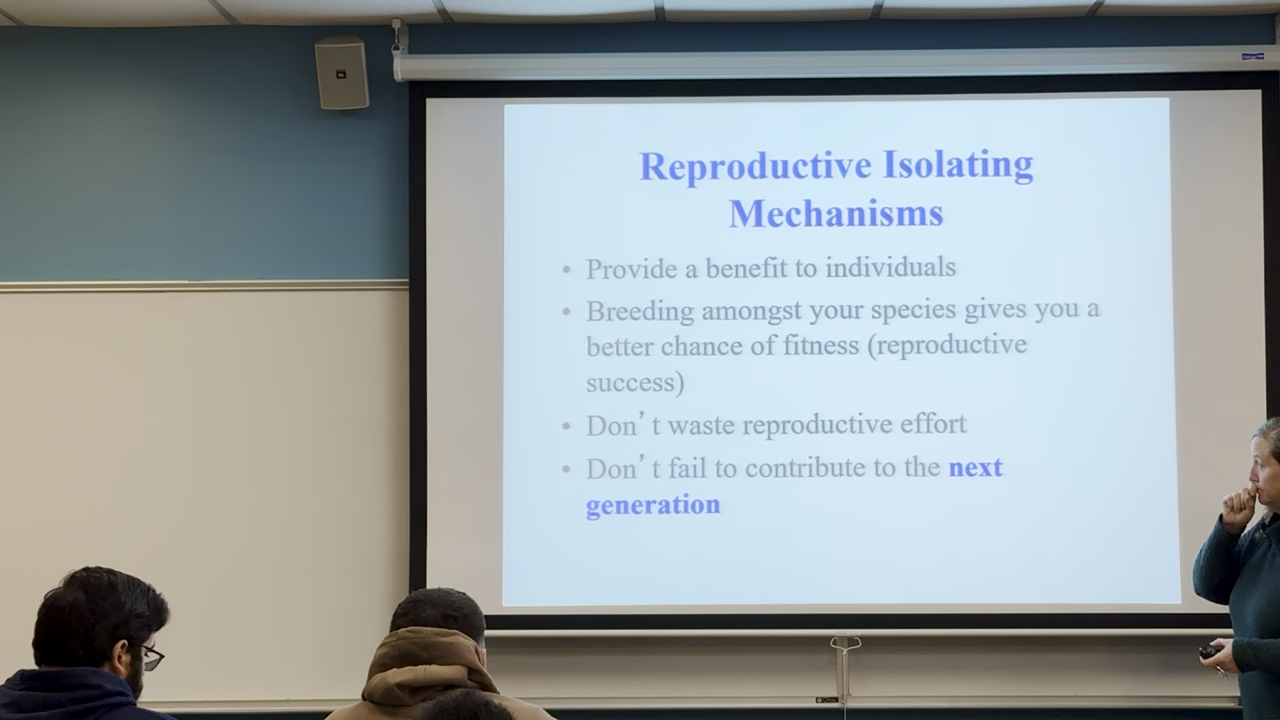 Reproductive Isolating
Mechanisms
• Provide a benefit to individuals
• Breeding amongst your species gives you a
better chance of fitness (reproductive
success)
• Don’t waste reproductive effort
• Don’t fail to contribute to the next
generation